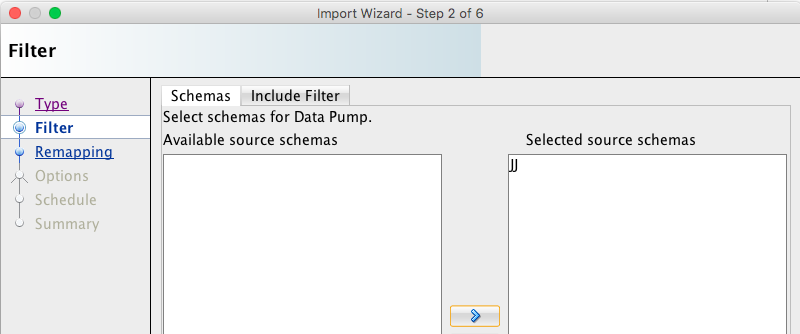 Import Wizard - Step 2 of 6
Filter
Type
Filter
Remapping
Options
Schedule
Summary
Schemas Include Filter
Select schemas for Data Pump.
Available source schemas Selected source schemas
JJ